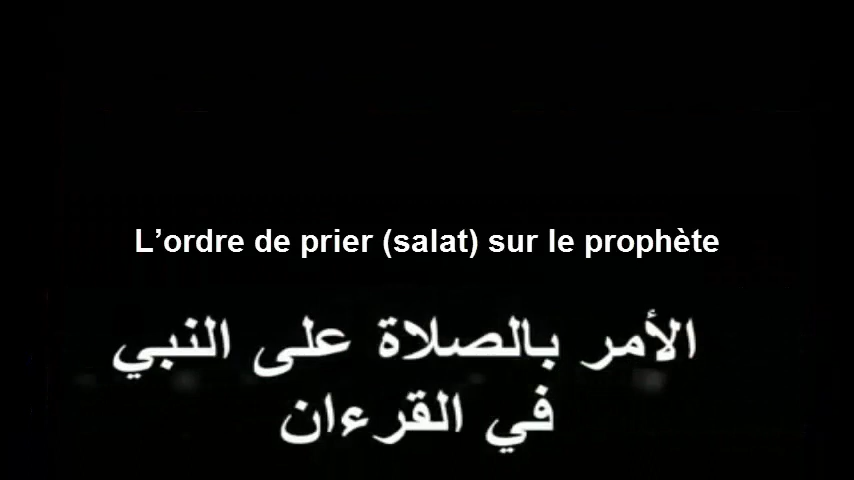 L’ordre de prier (salat) sur le prophète
الأمر بالصلاة على النبي
في القرءان